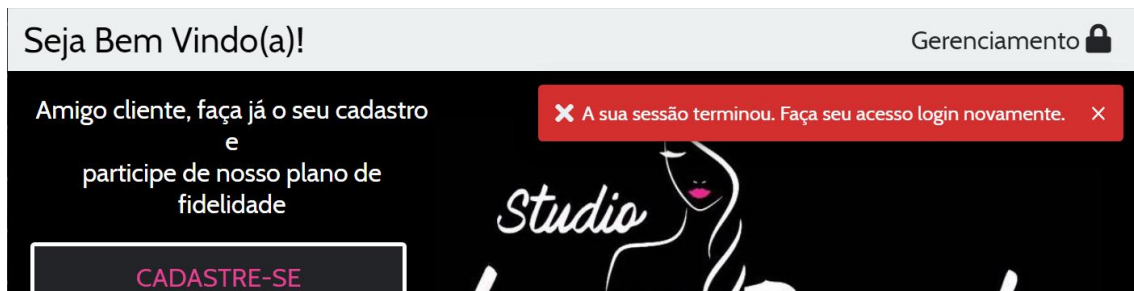 Seja Bem Vindo(a)!
Gerenciamento
Amigo cliente, faça já o seu cadastro
e
participe de nosso plano de
fidelidade
A sua sessão terminou. Faça seu acesso login novamente.
Studio
CADASTRE-SE